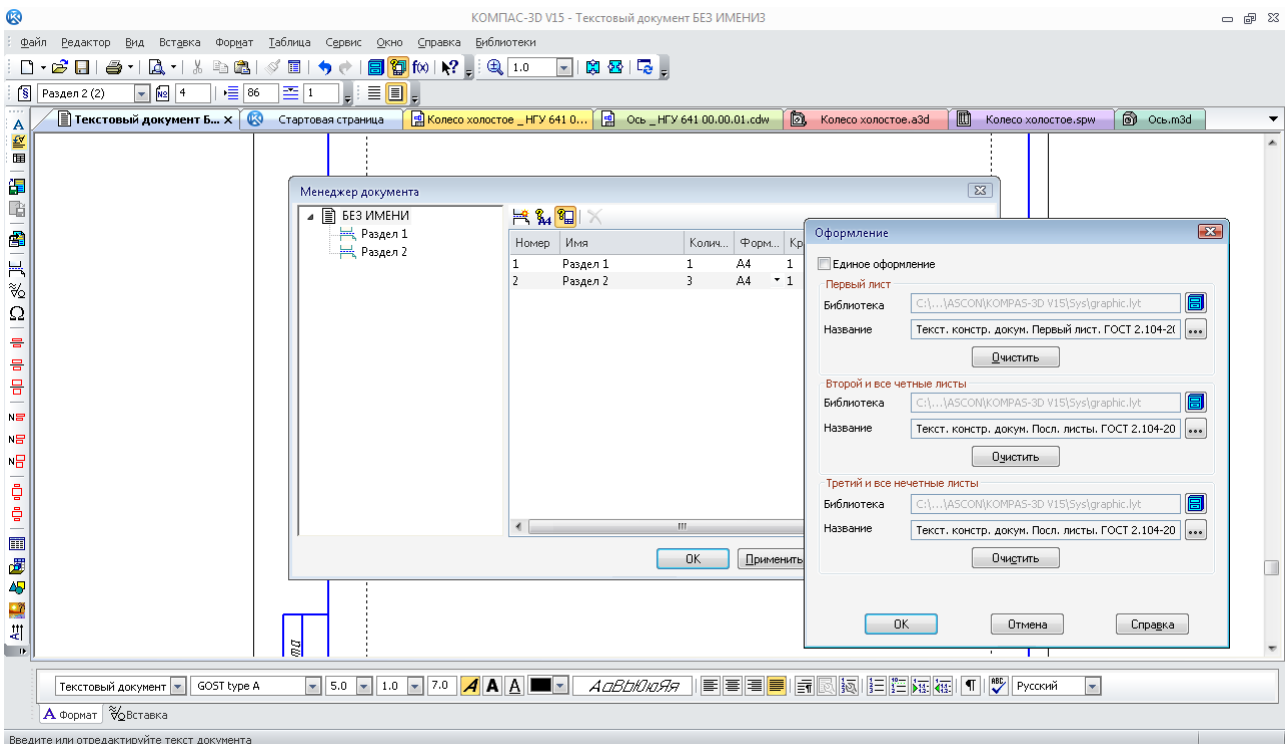 КОМПАС-3D V15 - Текстовый документ БЕЗ ИМЕНИ3
Файл Редактор Вид Вставка Формат Таблица Сервис Окно Справка Библиотеки
f(x) 1.0
Раздел 2 (2) № 4 86 1
Текстовый документ Б... Стартовая страница Колесо холостое _ НГУ 641 0... Ось _ НГУ 641 00.00.01.cdw Колесо холостое.a3d Колесо холостое.spw Ось.m3d
Менеджер документа
БЕЗ ИМЕНИ
Раздел 1
Раздел 2
Номер Имя Колич... Форм... Кр
1 Раздел 1 1 A4 1
2 Раздел 2 3 A4 1
OK Применить
Оформление
Единое оформление
Первый лист
Библиотека C:\...\ASCON\KOMPAS-3D V15\Sys\graphic.lyt
Название Текст. констр. докум. Первый лист. ГОСТ 2.104-20
Очистить
Второй и все четные листы
Библиотека C:\...\ASCON\KOMPAS-3D V15\Sys\graphic.lyt
Название Текст. констр. докум. Посл. листы. ГОСТ 2.104-20
Очистить
Третий и все нечетные листы
Библиотека C:\...\ASCON\KOMPAS-3D V15\Sys\graphic.lyt
Название Текст. констр. докум. Посл. листы. ГОСТ 2.104-20
Очистить
OK Отмена Справка
Текстовый документ GOST type A 5.0 1.0 7.0 A A A АаВbЮюЯя ABC Русский
A Формат Вставка
Введите или отредактируйте текст документа